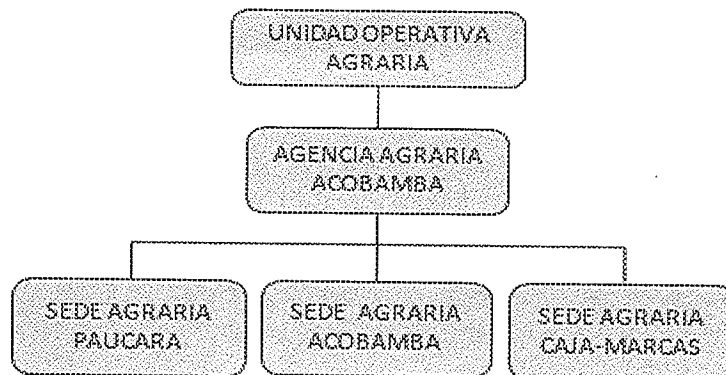 UNIDAD OPERATIVA
AGRARIA
AGENCIA AGRARIA
ACOBAMBA
SEDE AGRARIA
PAUCARA
SEDE AGRARIA
ACOBAMBA
SEDE AGRARIA
CAJA-MARCAS